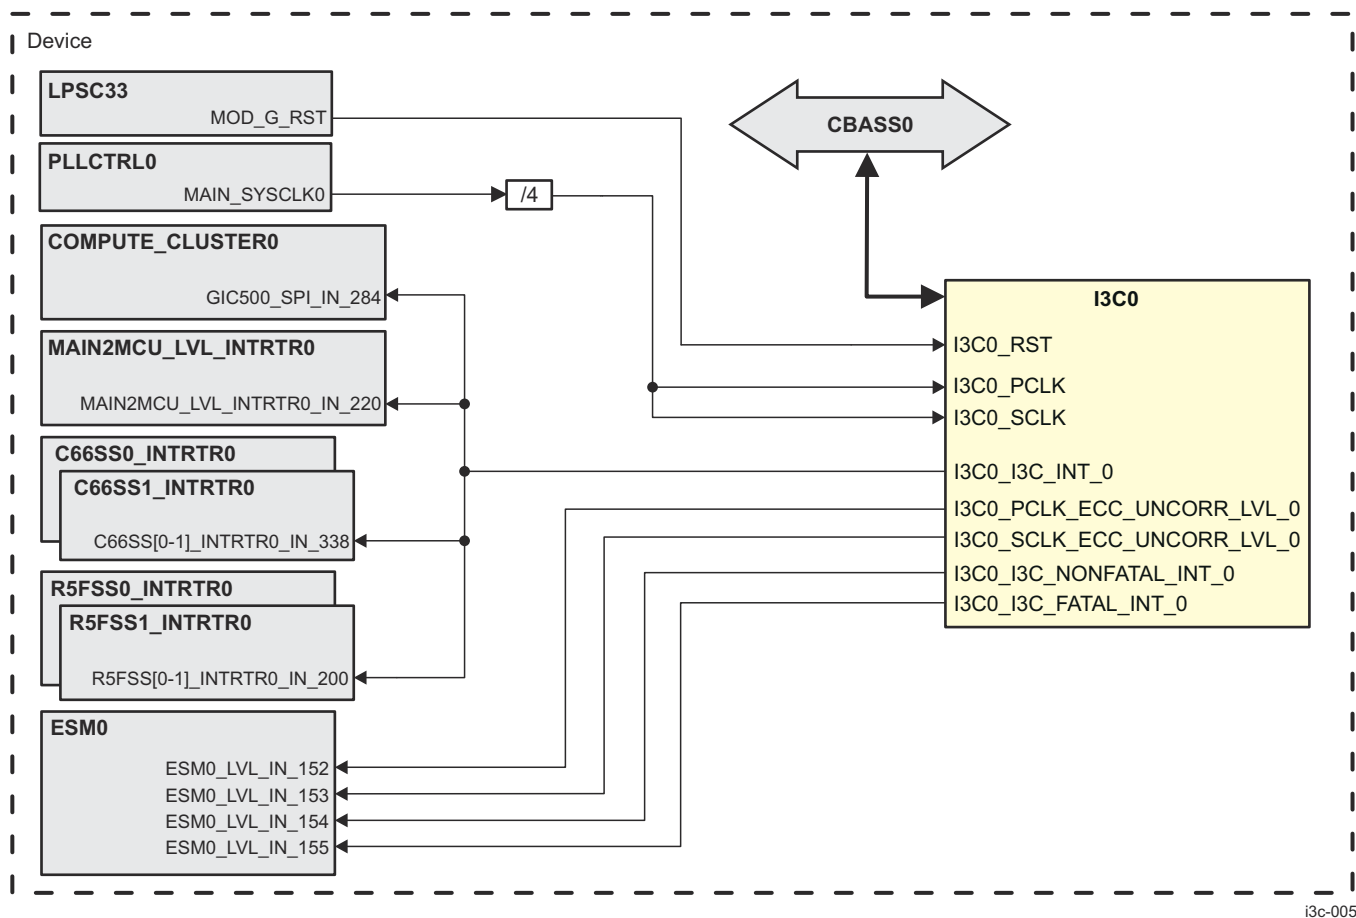 Device
LPSC33
MOD_G_RST
PLLCTRL0
MAIN_SYSCLK0
/4
COMPUTE_CLUSTER0
GIC500_SPI_IN_284
MAIN2MCU_LVL_INTRTR0
MAIN2MCU_LVL_INTRTR0_IN_220
C66SS0_INTRTR0
C66SS1_INTRTR0
C66SS[0-1]_INTRTR0_IN_338
R5FSS0_INTRTR0
R5FSS1_INTRTR0
R5FSS[0-1]_INTRTR0_IN_200
ESM0
ESM0_LVL_IN_152
ESM0_LVL_IN_153
ESM0_LVL_IN_154
ESM0_LVL_IN_155
CBASS0
I3C0
I3C0_RST
I3C0_PCLK
I3C0_SCLK
I3C0_I3C_INT_0
I3C0_PCLK_ECC_UNCORR_LVL_0
I3C0_SCLK_ECC_UNCORR_LVL_0
I3C0_I3C_NONFATAL_INT_0
I3C0_I3C_FATAL_INT_0
i3c-005